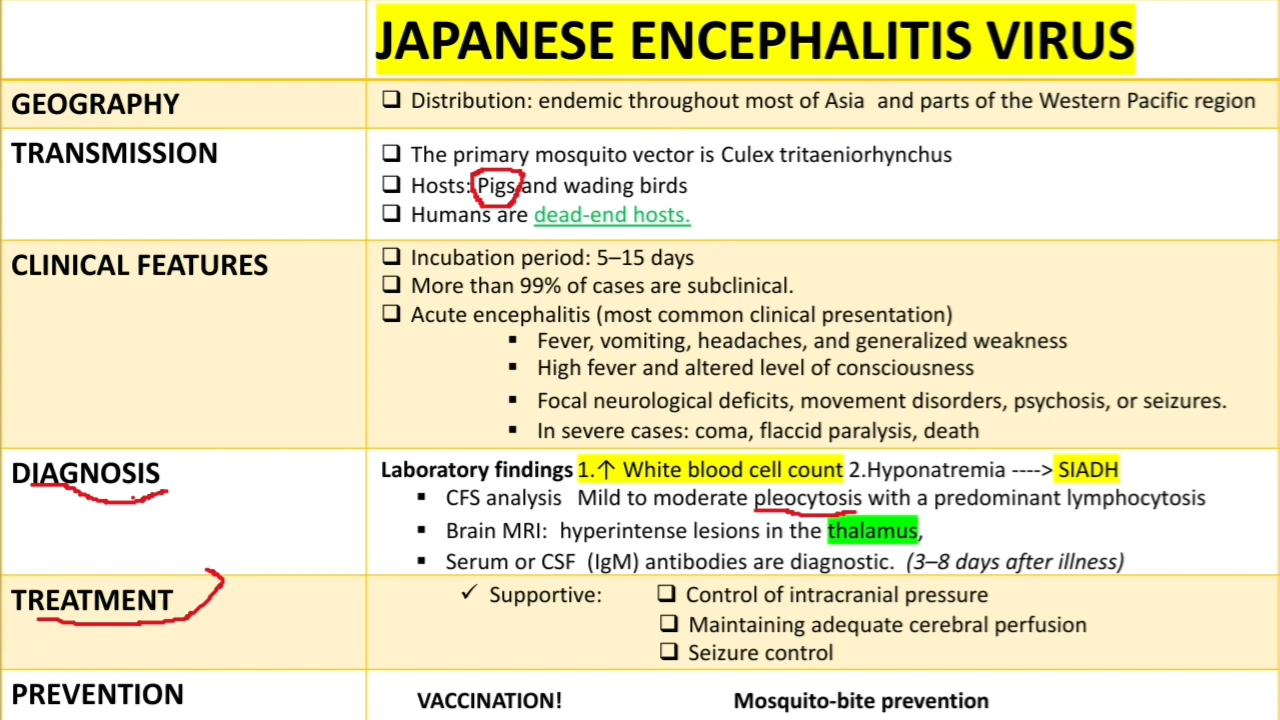 JAPANESE ENCEPHALITIS VIRUS
GEOGRAPHY
❑ Distribution: endemic throughout most of Asia and parts of the Western Pacific region
TRANSMISSION
❑ The primary mosquito vector is Culex tritaeniorhynchus
❑ Hosts: Pigs and wading birds
❑ Humans are dead-end hosts.
CLINICAL FEATURES
❑ Incubation period: 5–15 days
❑ More than 99% of cases are subclinical.
❑ Acute encephalitis (most common clinical presentation)
▪ Fever, vomiting, headaches, and generalized weakness
▪ High fever and altered level of consciousness
▪ Focal neurological deficits, movement disorders, psychosis, or seizures.
▪ In severe cases: coma, flaccid paralysis, death
DIAGNOSIS
Laboratory findings 1.↑ White blood cell count 2.Hyponatremia ----> SIADH
▪ CFS analysis Mild to moderate pleocytosis with a predominant lymphocytosis
▪ Brain MRI: hyperintense lesions in the thalamus,
▪ Serum or CSF (IgM) antibodies are diagnostic. (3–8 days after illness)
TREATMENT
✓ Supportive: ❑ Control of intracranial pressure
❑ Maintaining adequate cerebral perfusion
❑ Seizure control
PREVENTION
VACCINATION! Mosquito-bite prevention